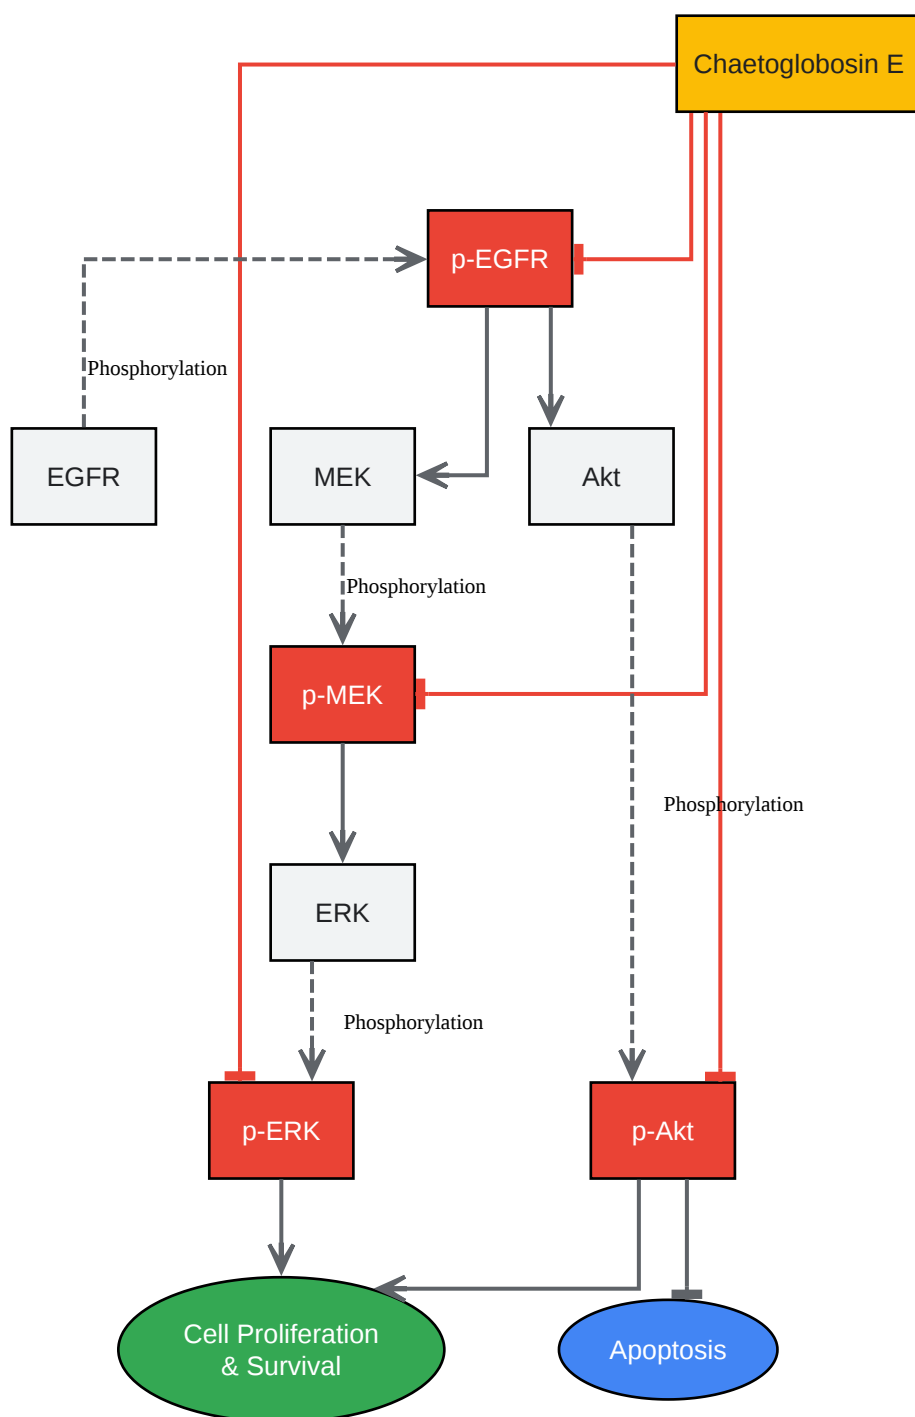 Chaetoglobosin E
p-EGFR
Phosphorylation
EGFR
MEK
Akt
Phosphorylation
p-MEK
Phosphorylation
ERK
Phosphorylation
p-ERK
p-Akt
Cell Proliferation
& Survival
Apoptosis